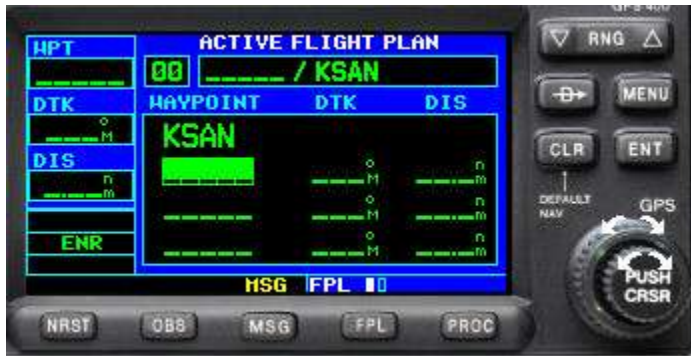 GPS 400
WPT
ACTIVE FLIGHT PLAN
RNG
00 _____ / KSAN
DTK
WAYPOINT DTK DIS
MENU
KSAN
DIS
CLR ENT
DEFAULT
NAV
GPS
ENR
PUSH
CRSR
MSG FPL
NRST OBS MSG FPL PROC